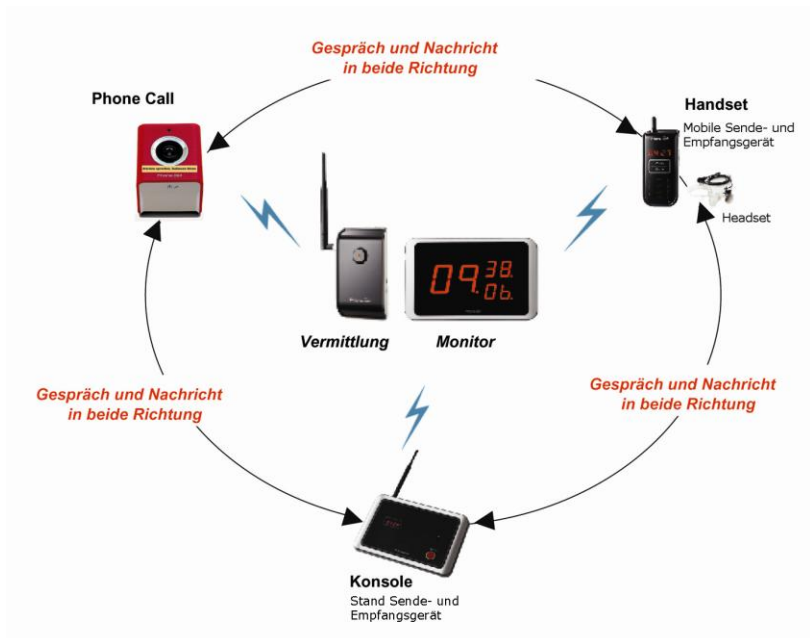 Gespräch und Nachricht
in beide Richtung
Phone Call
Handset
Mobile Sende- und
Empfangsgerät
Headset
09. 38.
06.
Vermittlung
Monitor
Gespräch und Nachricht
in beide Richtung
Gespräch und Nachricht
in beide Richtung
Konsole
Stand Sende- und
Empfangsgerät